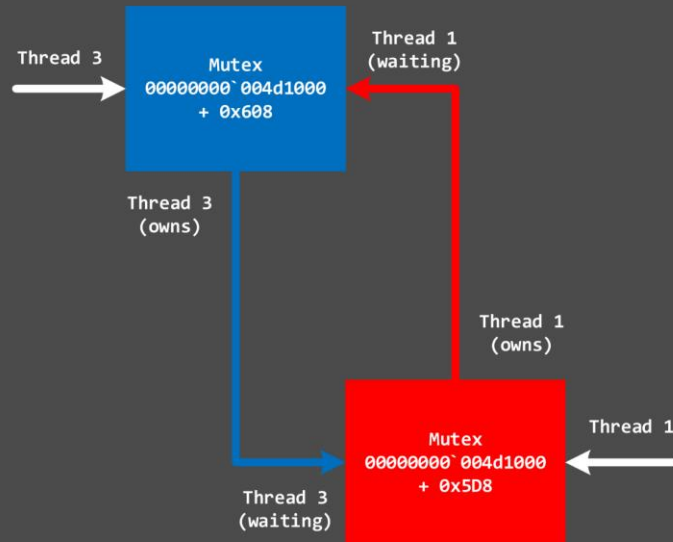 Thread 3
Mutex
00000000`004d1000
+ 0x608
Thread 1
(waiting)
Thread 3
(owns)
Thread 1
(owns)
Mutex
00000000`004d1000
+ 0x5D8
Thread 1
Thread 3
(waiting)